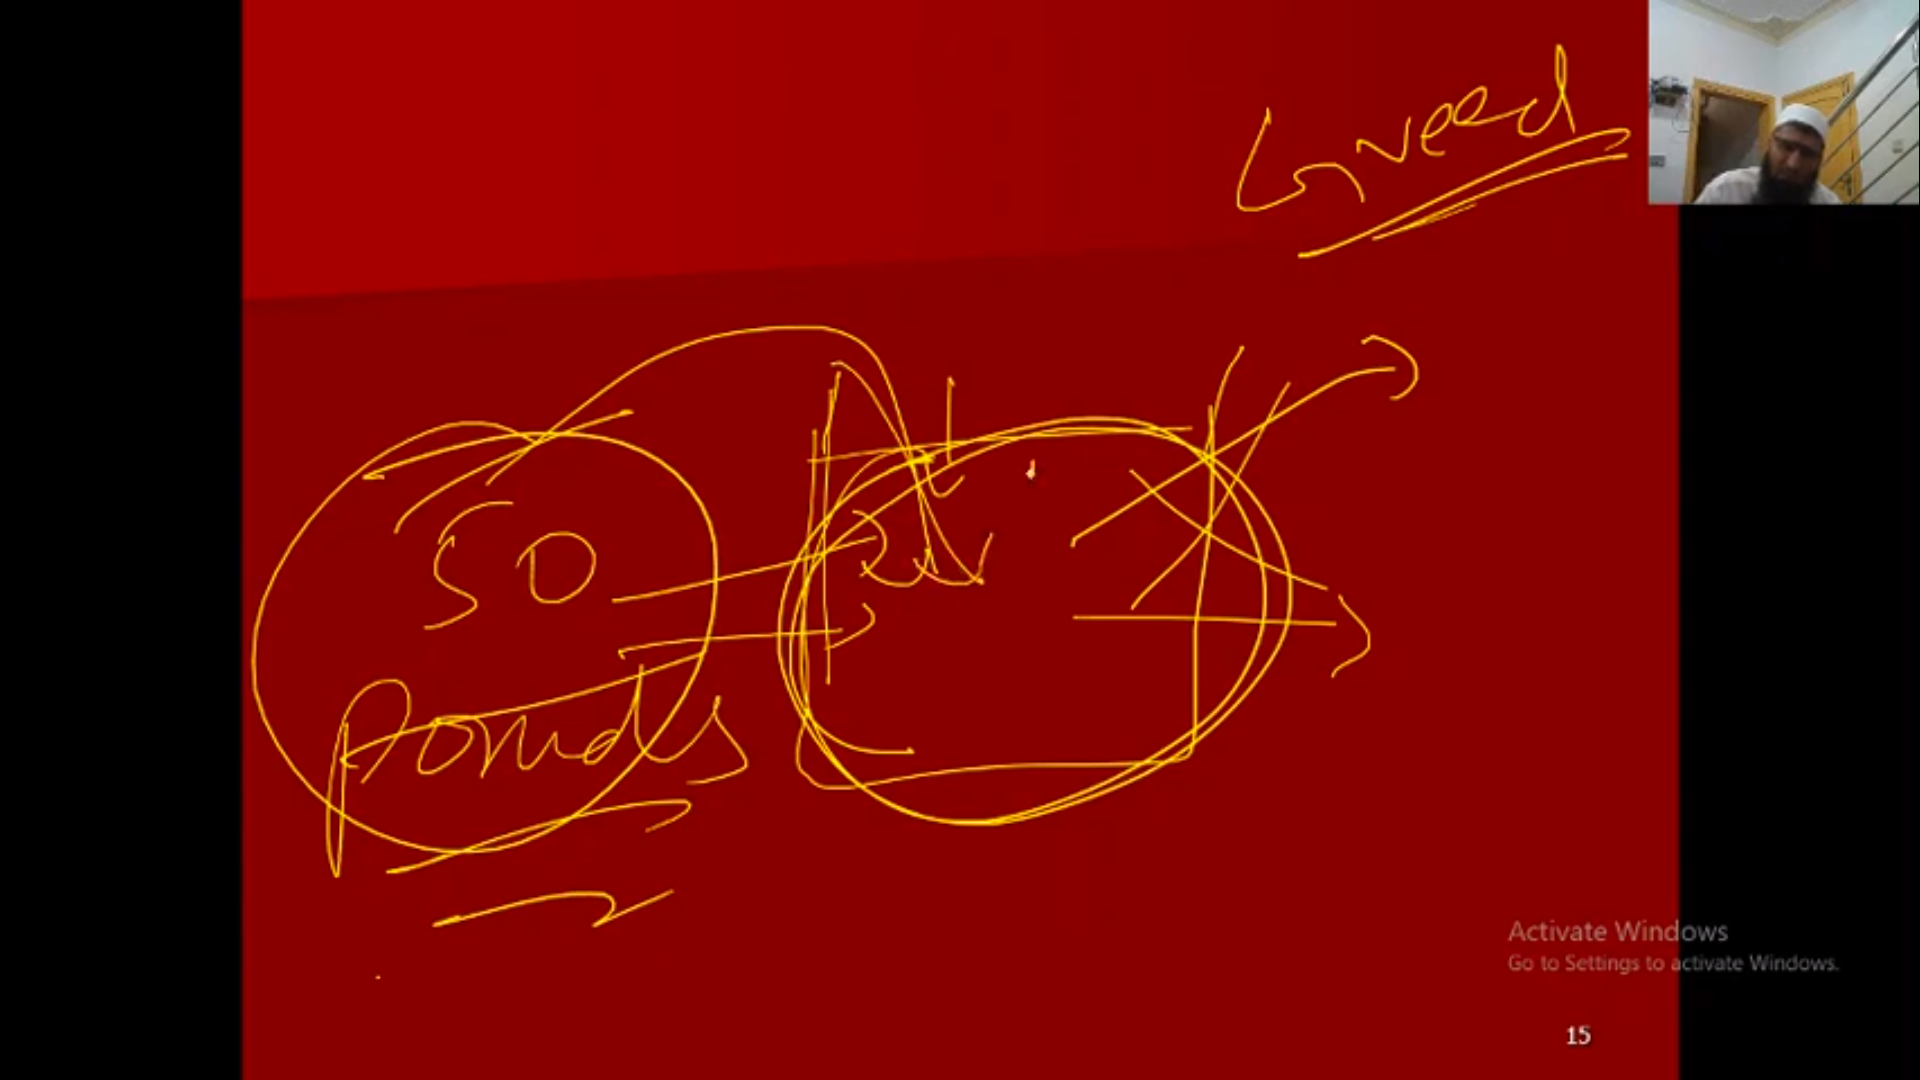 Greed
50
Pounds
Activate Windows
Go to Settings to activate Windows.
15